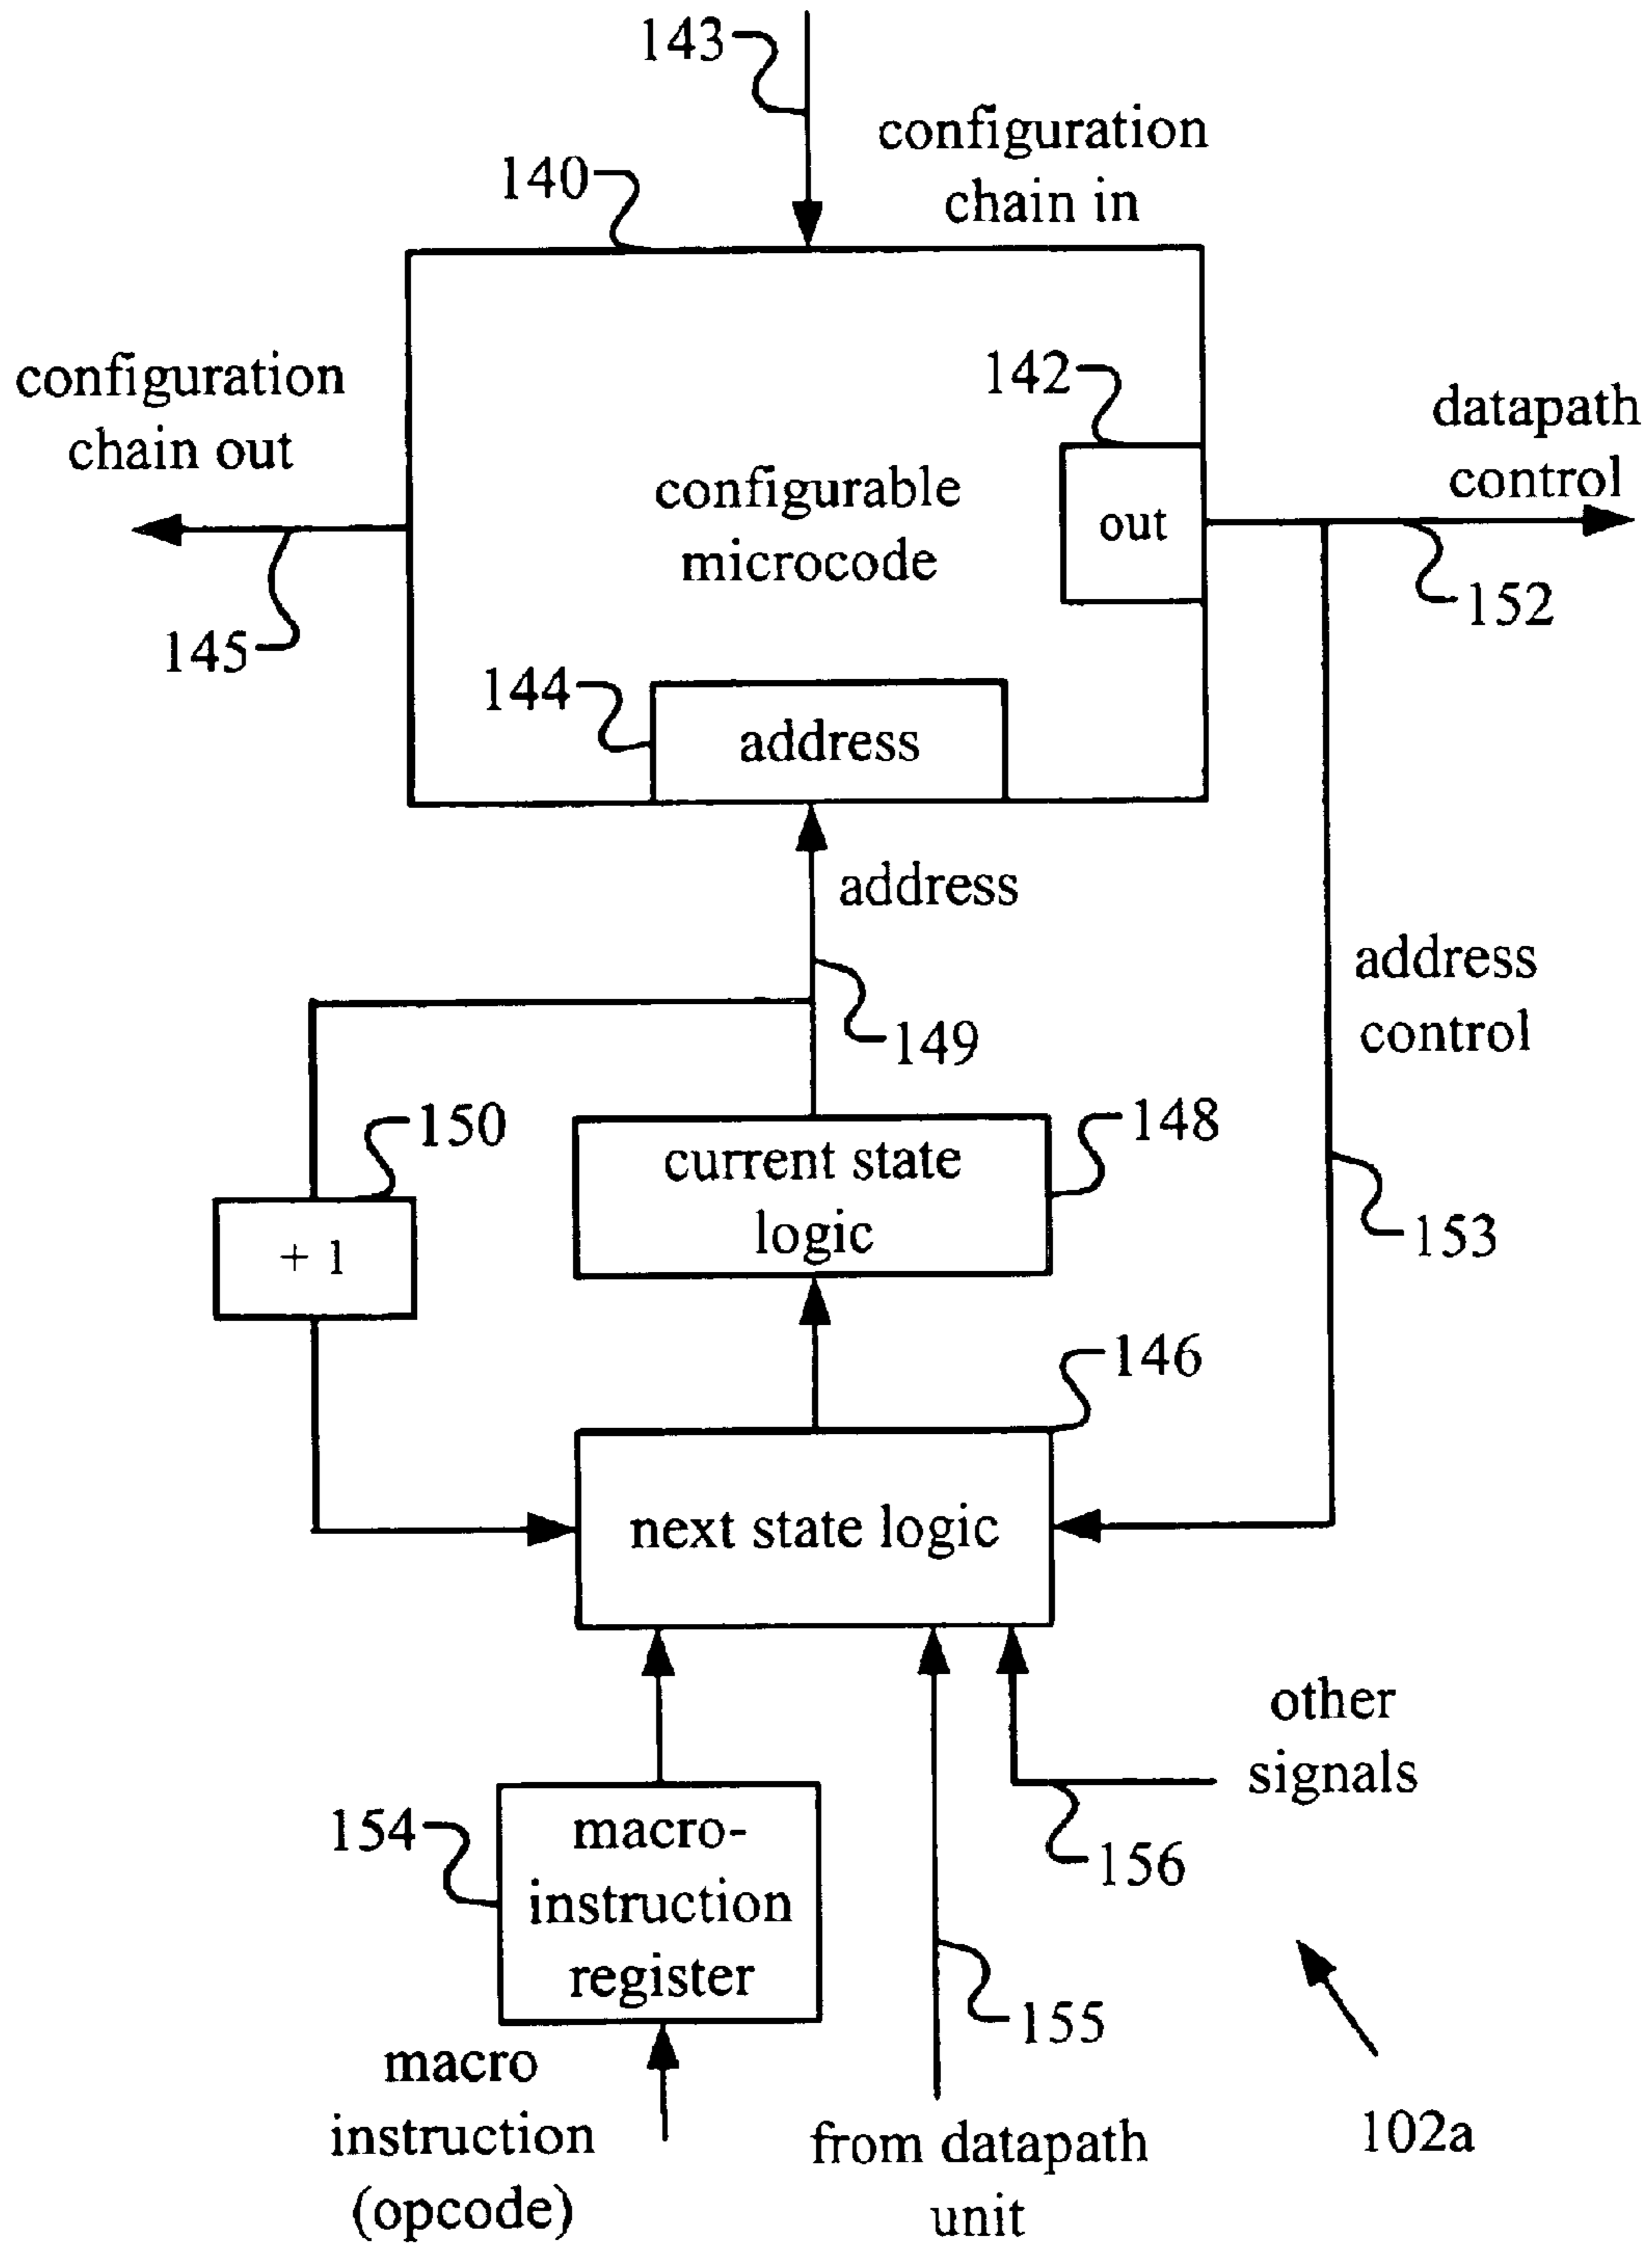 143
configuration
chain in
140
configuration
chain out
142
datapath
control
configurable
microcode
out
152
145
144
address
address
address
control
149
150
148
current state
logic
+ 1
153
146
next state logic
other
signals
154
macro-
instruction
register
156
155
macro
instruction
(opcode)
from datapath
unit
102a